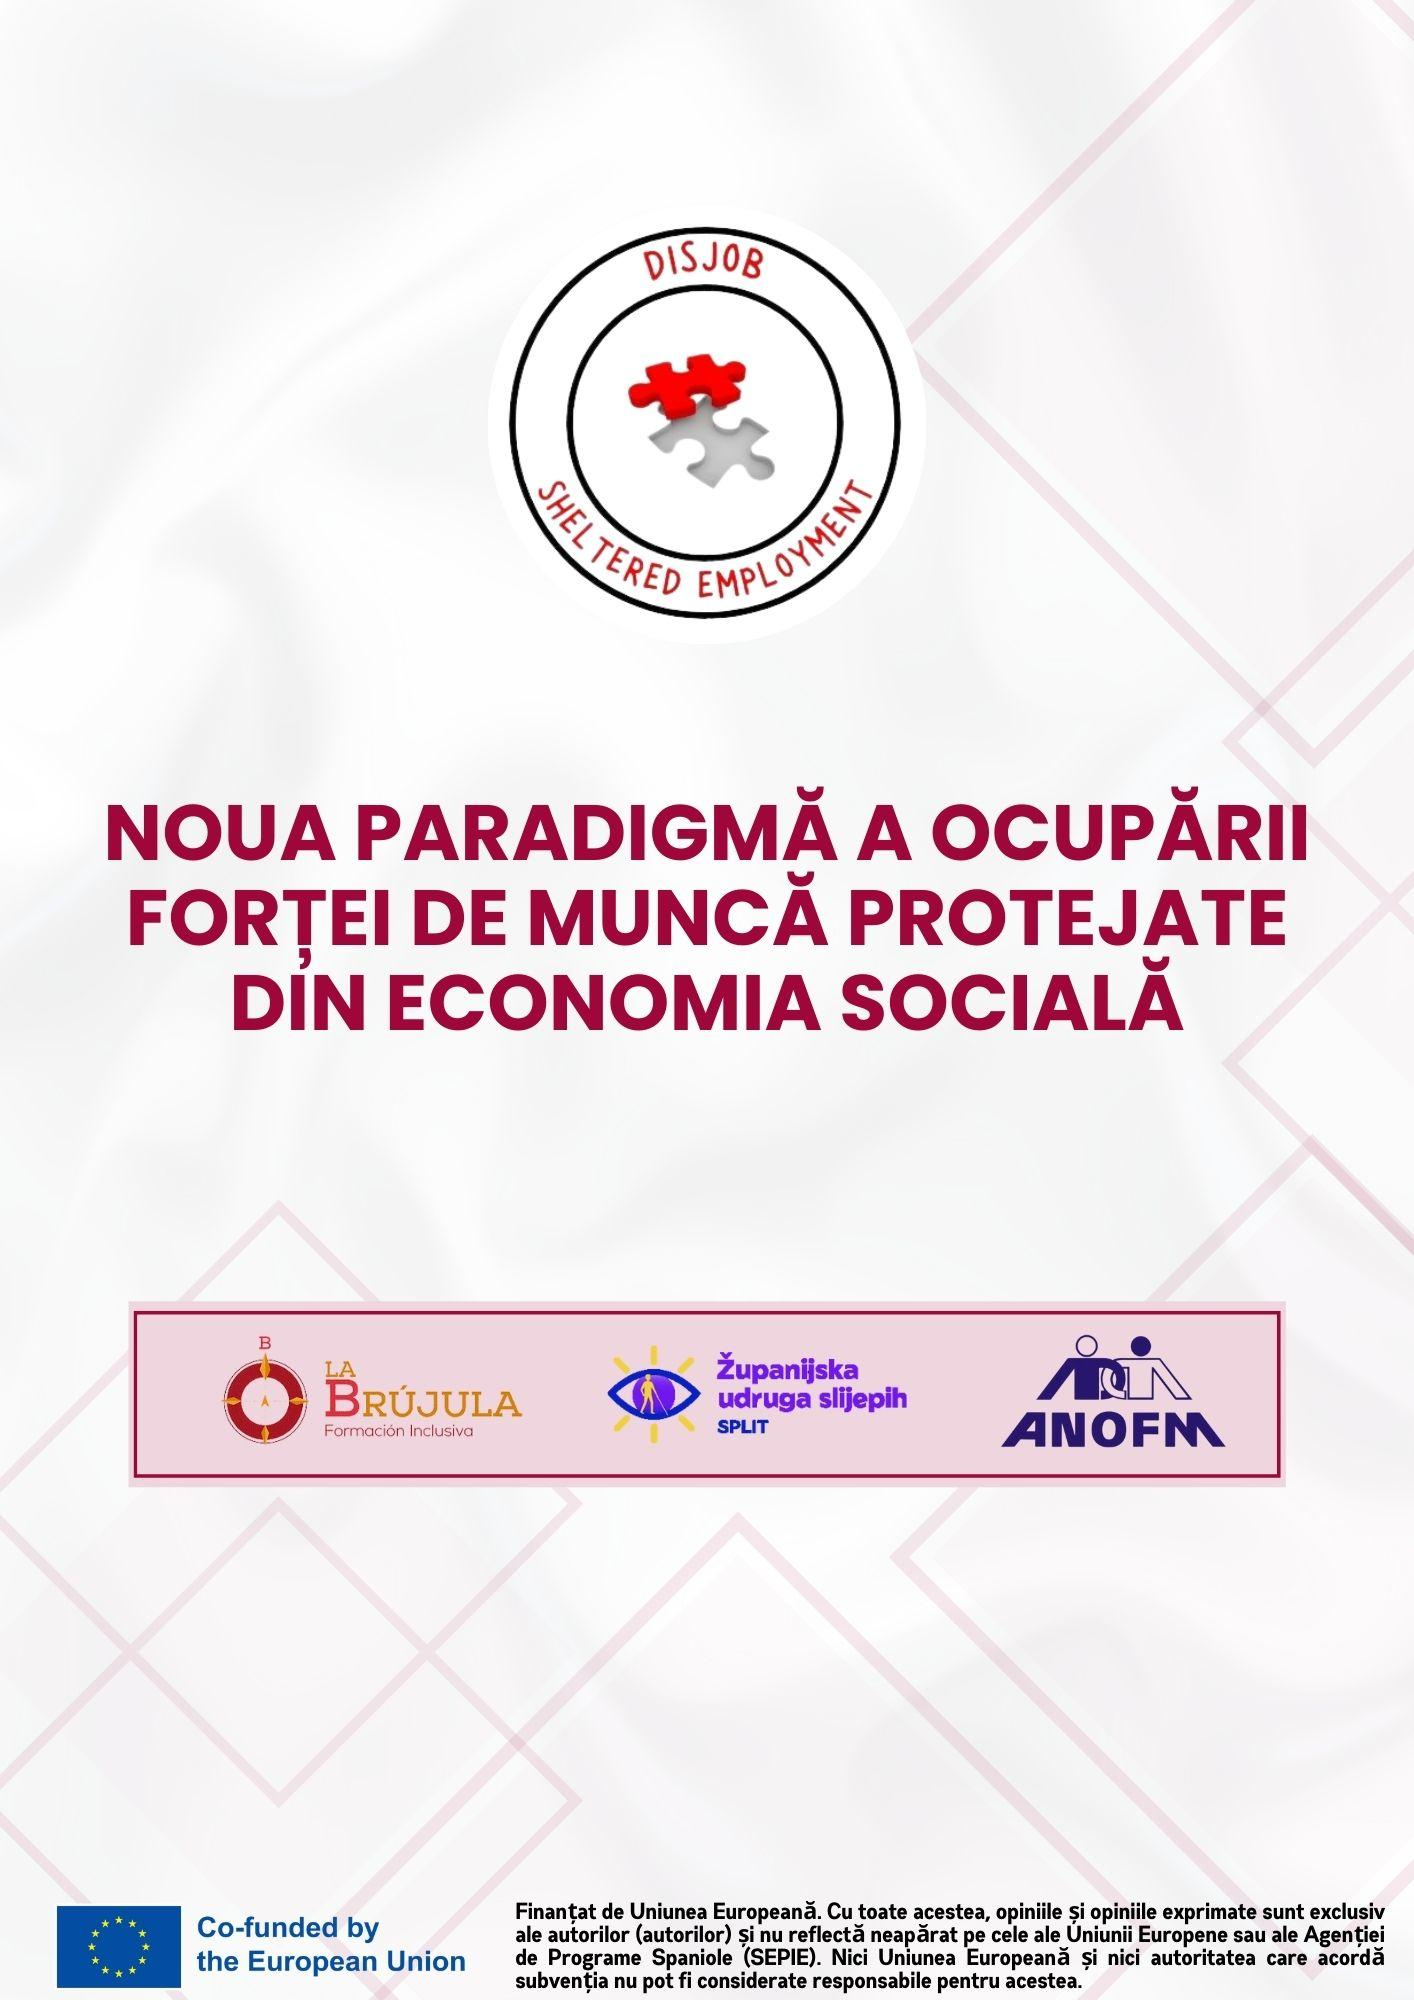 DISJOB
SHELTERED EMPLOYMENT
NOUA PARADIGMĂ A OCUPĂRII
FORȚEI DE MUNCĂ PROTEJATE
DIN ECONOMIA SOCIALĂ
B
LA
BRÚJULA
Formación Inclusiva
Županijska
udruga slijepih
SPLIT
ANOFM
Co-funded by
the European Union
Finanțat de Uniunea Europeană. Cu toate acestea, opiniile și opiniile exprimate sunt exclusiv
ale autorilor (autorilor) și nu reflectă neapărat pe cele ale Uniunii Europene sau ale Agenției
de Programe Spaniole (SEPIE). Nici Uniunea Europeană și nici autoritatea care acordă
subvenția nu pot fi considerate responsabile pentru acestea.